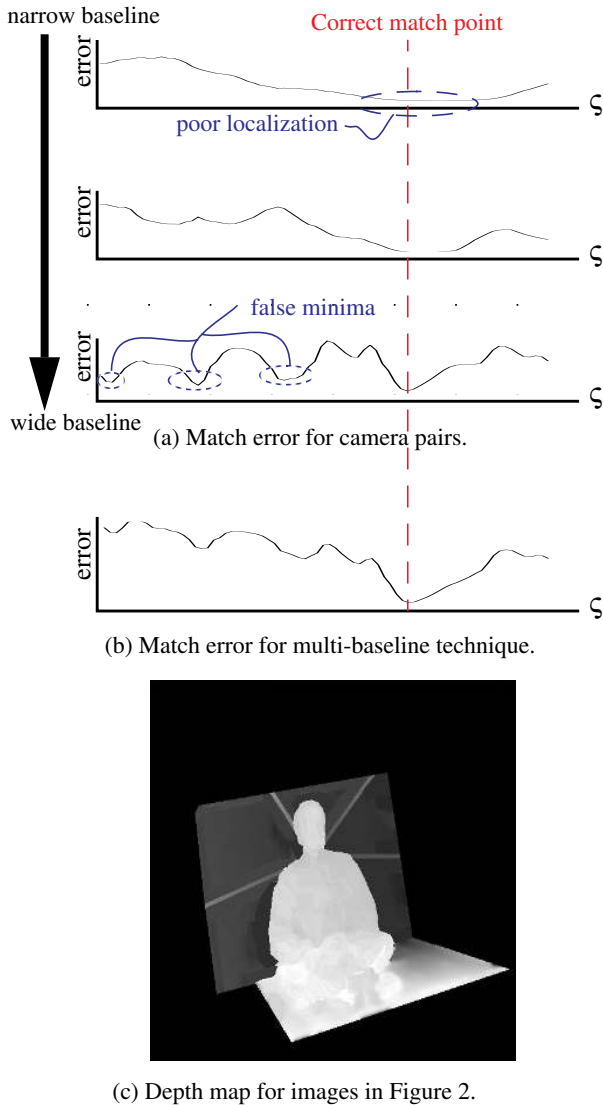 narrow baseline
Correct match point
error
ς
poor localization
error
ς
false minima
error
ς
wide baseline
(a) Match error for camera pairs.
error
ς
(b) Match error for multi-baseline technique.
(c) Depth map for images in Figure 2.